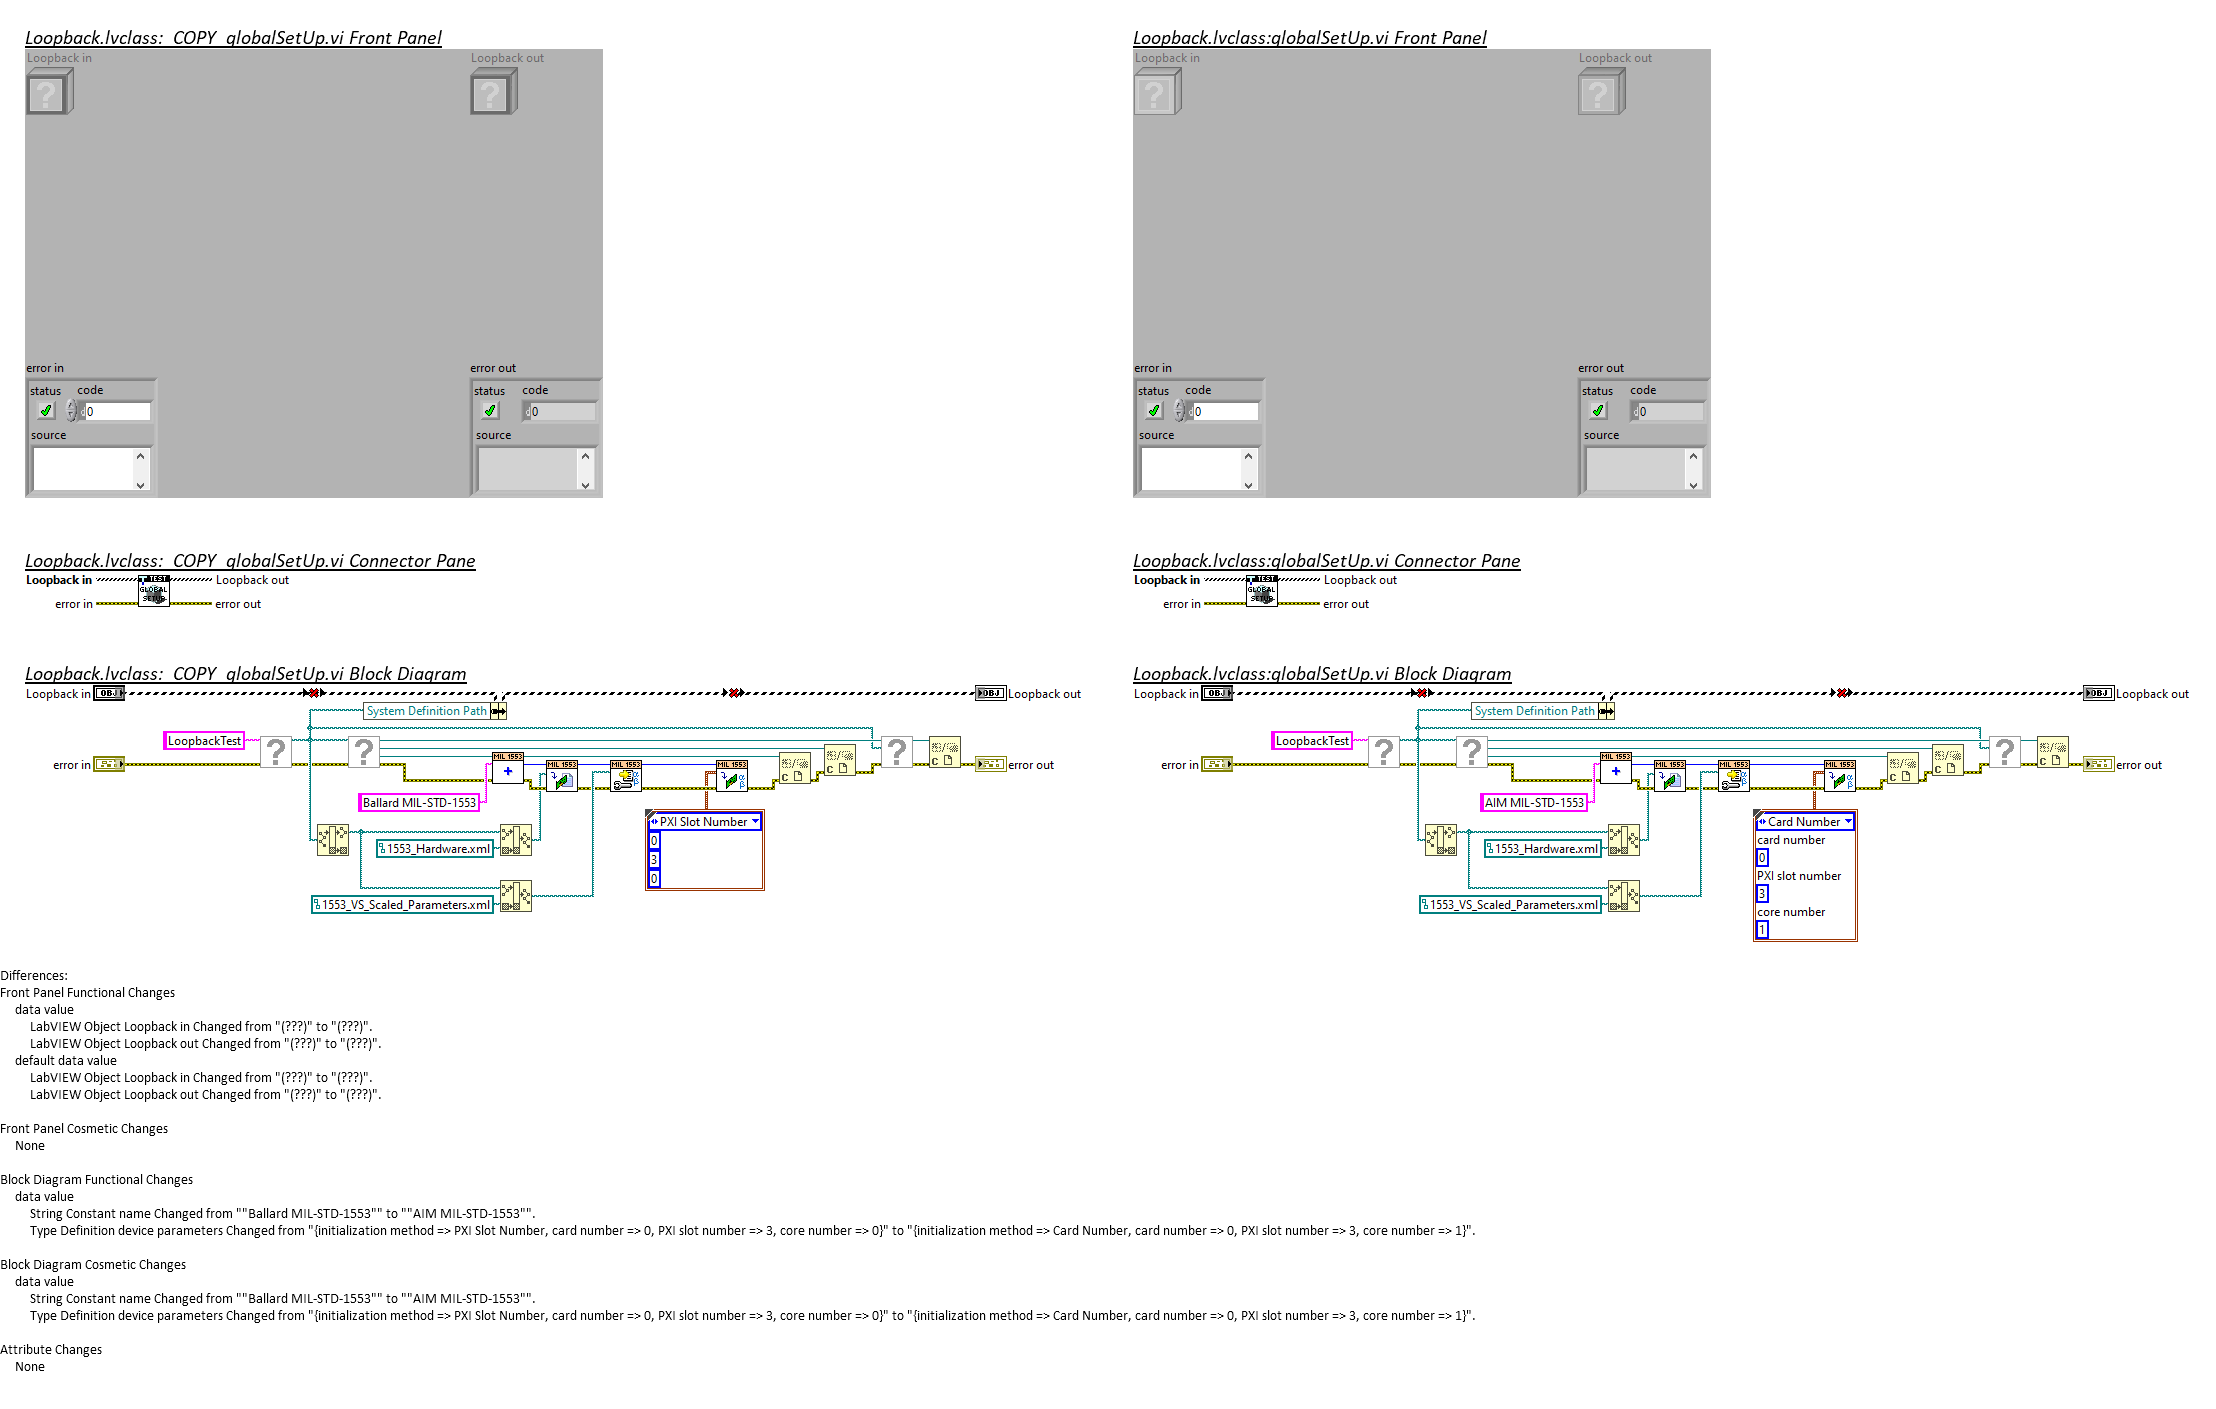 Loopback.lvclass:  COPY  globalSetUp.vi Front Panel
Loopback in
Loopback out
?
?
error in
error out
status code
status code
0
0
source
source
Loopback.lvclass:globalSetUp.vi Front Panel
Loopback in
Loopback out
?
?
error in
error out
status code
status code
0
0
source
source
Loopback.lvclass:  COPY  globalSetUp.vi Connector Pane
Loopback in
Loopback out
TEST
GLOBAL
SETUP
error in
error out
Loopback.lvclass:globalSetUp.vi Connector Pane
Loopback in
Loopback out
TEST
GLOBAL
SETUP
error in
error out
Loopback.lvclass:  COPY  globalSetUp.vi Block Diagram
Loopback in
OBJ
OBJ
Loopback out
System Definition Path
LoopbackTest
?
?
?
error in
error out
MIL 1553
MIL 1553
MIL 1553
MIL 1553
C
C
C
Ballard MIL-STD-1553
PXI Slot Number
0
3
0
1553_Hardware.xml
1553_VS_Scaled_Parameters.xml
Loopback.lvclass:globalSetUp.vi Block Diagram
Loopback in
OBJ
OBJ
Loopback out
System Definition Path
LoopbackTest
?
?
?
error in
error out
MIL 1553
MIL 1553
MIL 1553
MIL 1553
C
C
C
AIM MIL-STD-1553
Card Number
card number
0
PXI slot number
3
core number
1
1553_Hardware.xml
1553_VS_Scaled_Parameters.xml
Differences:
Front Panel Functional Changes
data value
LabVIEW Object Loopback in Changed from "(???)" to "(???)".
LabVIEW Object Loopback out Changed from "(???)" to "(???)".
default data value
LabVIEW Object Loopback in Changed from "(???)" to "(???)".
LabVIEW Object Loopback out Changed from "(???)" to "(???)".
Front Panel Cosmetic Changes
None
Block Diagram Functional Changes
data value
String Constant name Changed from ""Ballard MIL-STD-1553"" to ""AIM MIL-STD-1553"".
Type Definition device parameters Changed from "{initialization method => PXI Slot Number, card number => 0, PXI slot number => 3, core number => 0}" to "{initialization method => Card Number, card number => 0, PXI slot number => 3, core number => 1}".
Block Diagram Cosmetic Changes
data value
String Constant name Changed from ""Ballard MIL-STD-1553"" to ""AIM MIL-STD-1553"".
Type Definition device parameters Changed from "{initialization method => PXI Slot Number, card number => 0, PXI slot number => 3, core number => 0}" to "{initialization method => Card Number, card number => 0, PXI slot number => 3, core number => 1}".
Attribute Changes
None